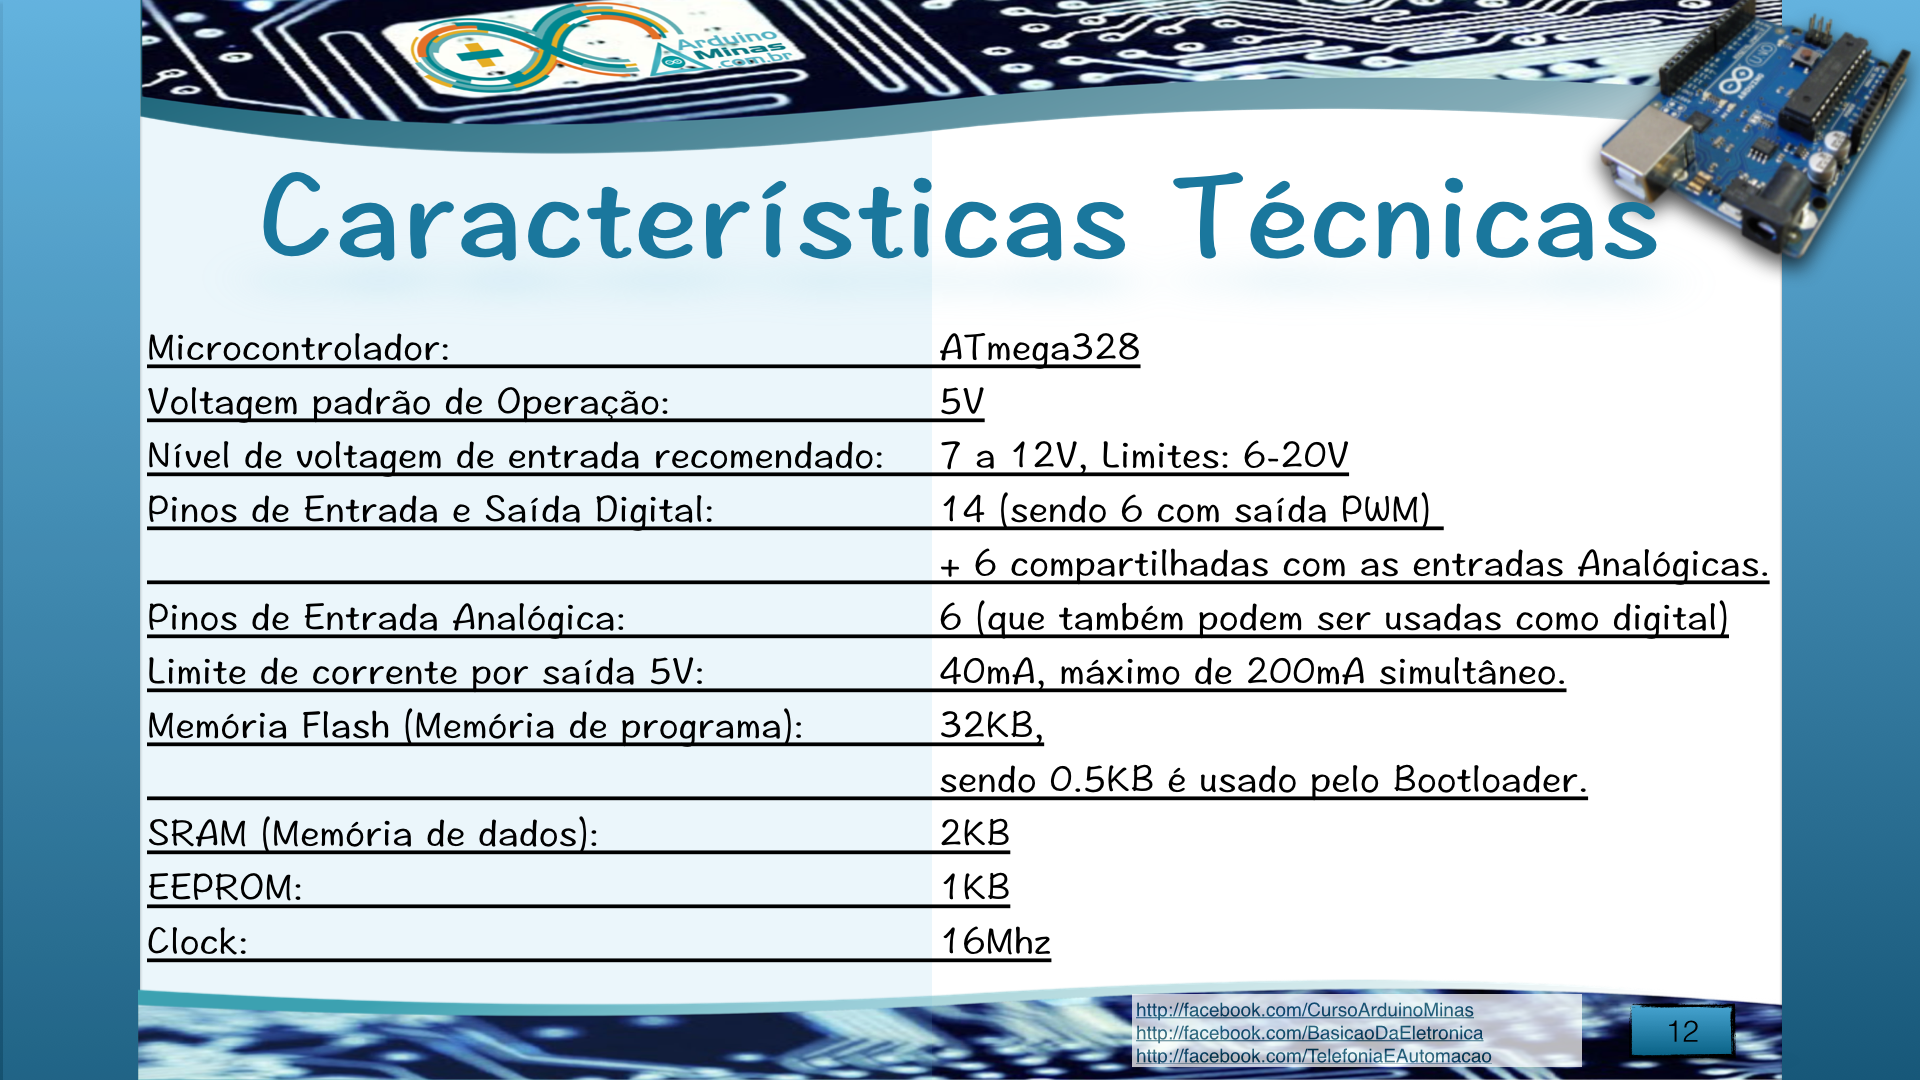 Arduino
Minas
.com.br
UNO
ARDUINO
Características Técnicas
Microcontrolador: ATmega328
Voltagem padrão de Operação: 5V
Nível de voltagem de entrada recomendado: 7 a 12V, Limites: 6-20V
Pinos de Entrada e Saída Digital: 14 (sendo 6 com saída PWM)
+ 6 compartilhadas com as entradas Analógicas.
Pinos de Entrada Analógica: 6 (que também podem ser usadas como digital)
Limite de corrente por saída 5V: 40mA, máximo de 200mA simultâneo.
Memória Flash (Memória de programa): 32KB,
sendo 0.5KB é usado pelo Bootloader.
SRAM (Memória de dados): 2KB
EEPROM: 1KB
Clock: 16Mhz
http://facebook.com/CursoArduinoMinas
http://facebook.com/BasicaoDaEletronica
http://facebook.com/TelefoniaEAutomacao
12